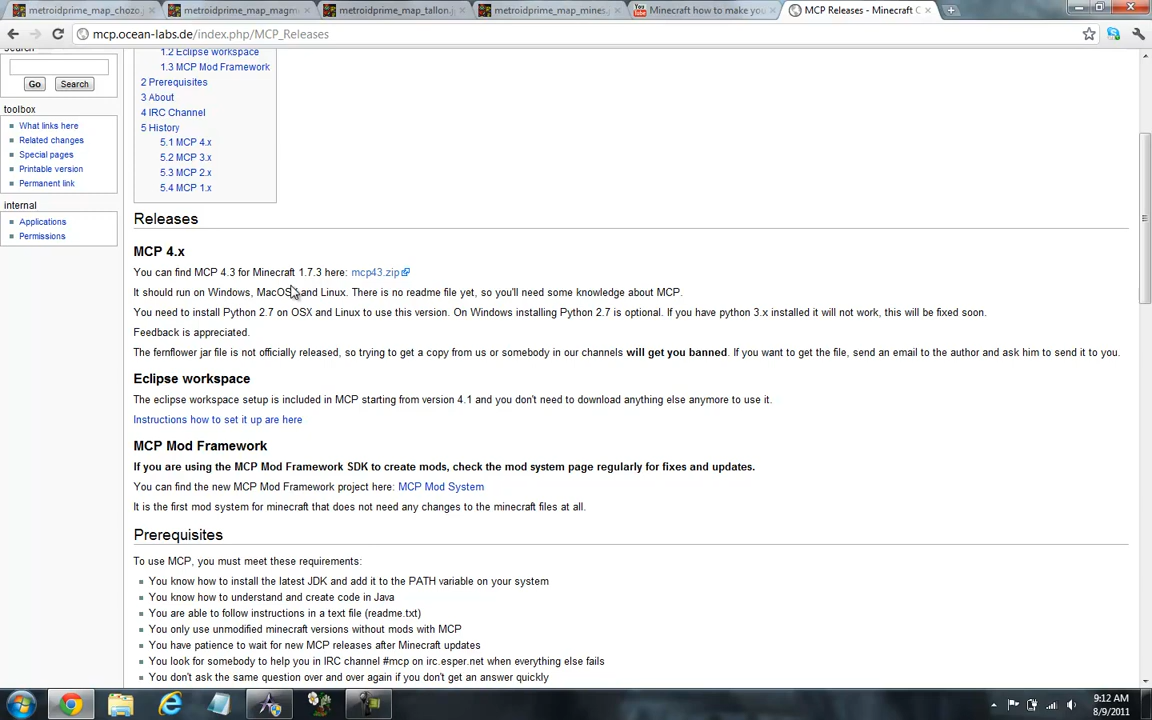 metroidprime_map_chozo.j
metroidprime_map_magm
metroidprime_map_tallon.j
metroidprime_map_mines.
Minecraft how to make you
MCP Releases - Minecraft C
mcp.ocean-labs.de/index.php/MCP_Releases
search
Go
Search
toolbox
What links here
Related changes
Special pages
Printable version
Permanent link
internal
Applications
Permissions
1.2 Eclipse workspace
1.3 MCP Mod Framework
2 Prerequisites
3 About
4 IRC Channel
5 History
5.1 MCP 4.x
5.2 MCP 3.x
5.3 MCP 2.x
5.4 MCP 1.x
Releases
MCP 4.x
You can find MCP 4.3 for Minecraft 1.7.3 here: mcp43.zip
It should run on Windows, MacOSX and Linux. There is no readme file yet, so you'll need some knowledge about MCP.
You need to install Python 2.7 on OSX and Linux to use this version. On Windows installing Python 2.7 is optional. If you have python 3.x installed it will not work, this will be fixed soon.
Feedback is appreciated.
The fernflower jar file is not officially released, so trying to get a copy from us or somebody in our channels will get you banned. If you want to get the file, send an email to the author and ask him to send it to you.
Eclipse workspace
The eclipse workspace setup is included in MCP starting from version 4.1 and you don't need to download anything else anymore to use it.
Instructions how to set it up are here
MCP Mod Framework
If you are using the MCP Mod Framework SDK to create mods, check the mod system page regularly for fixes and updates.
You can find the new MCP Mod Framework project here: MCP Mod System
It is the first mod system for minecraft that does not need any changes to the minecraft files at all.
Prerequisites
To use MCP, you must meet these requirements:
You know how to install the latest JDK and add it to the PATH variable on your system
You know how to understand and create code in Java
You are able to follow instructions in a text file (readme.txt)
You only use unmodified minecraft versions without mods with MCP
You have patience to wait for new MCP releases after Minecraft updates
You look for somebody to help you in IRC channel #mcp on irc.esper.net when everything else fails
You don't ask the same question over and over again if you don't get an answer quickly
9:12 AM
8/9/2011